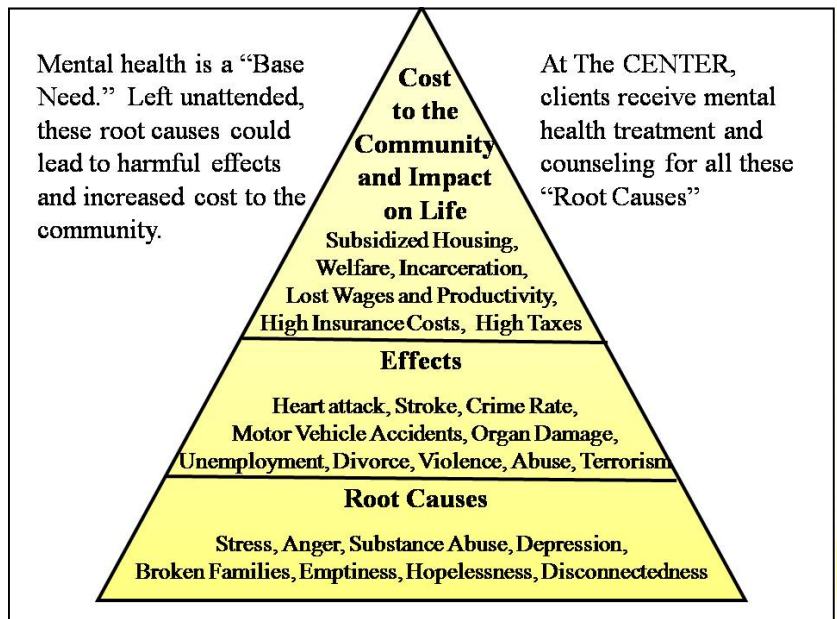 Mental health is a “Base
Need.” Left unattended,
these root causes could
lead to harmful effects
and increased cost to the
community.
At The CENTER,
clients receive mental
health treatment and
counseling for all these
“Root Causes”
Cost
to the
Community
and Impact
on Life
Subsidized Housing,
Welfare, Incarceration,
Lost Wages and Productivity,
High Insurance Costs, High Taxes
Effects
Heart attack, Stroke, Crime Rate,
Motor Vehicle Accidents, Organ Damage,
Unemployment, Divorce, Violence, Abuse, Terrorism
Root Causes
Stress, Anger, Substance Abuse, Depression,
Broken Families, Emptiness, Hopelessness, Disconnectedness